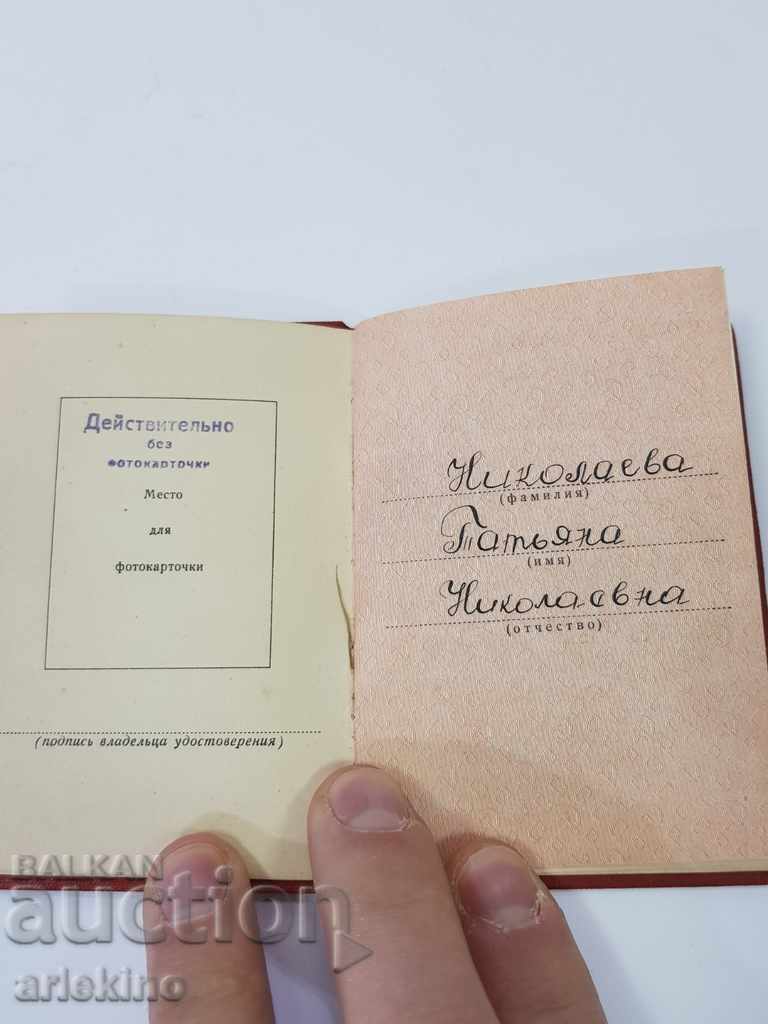 Действительно
без
фотокарточки
Место
для
фотокарточки
(подпись владельца удостоверения)
Николаева
(фамилия)
Татьяна
(имя)
Николаевна
(отчество)
BALKAN
auction
arlekino